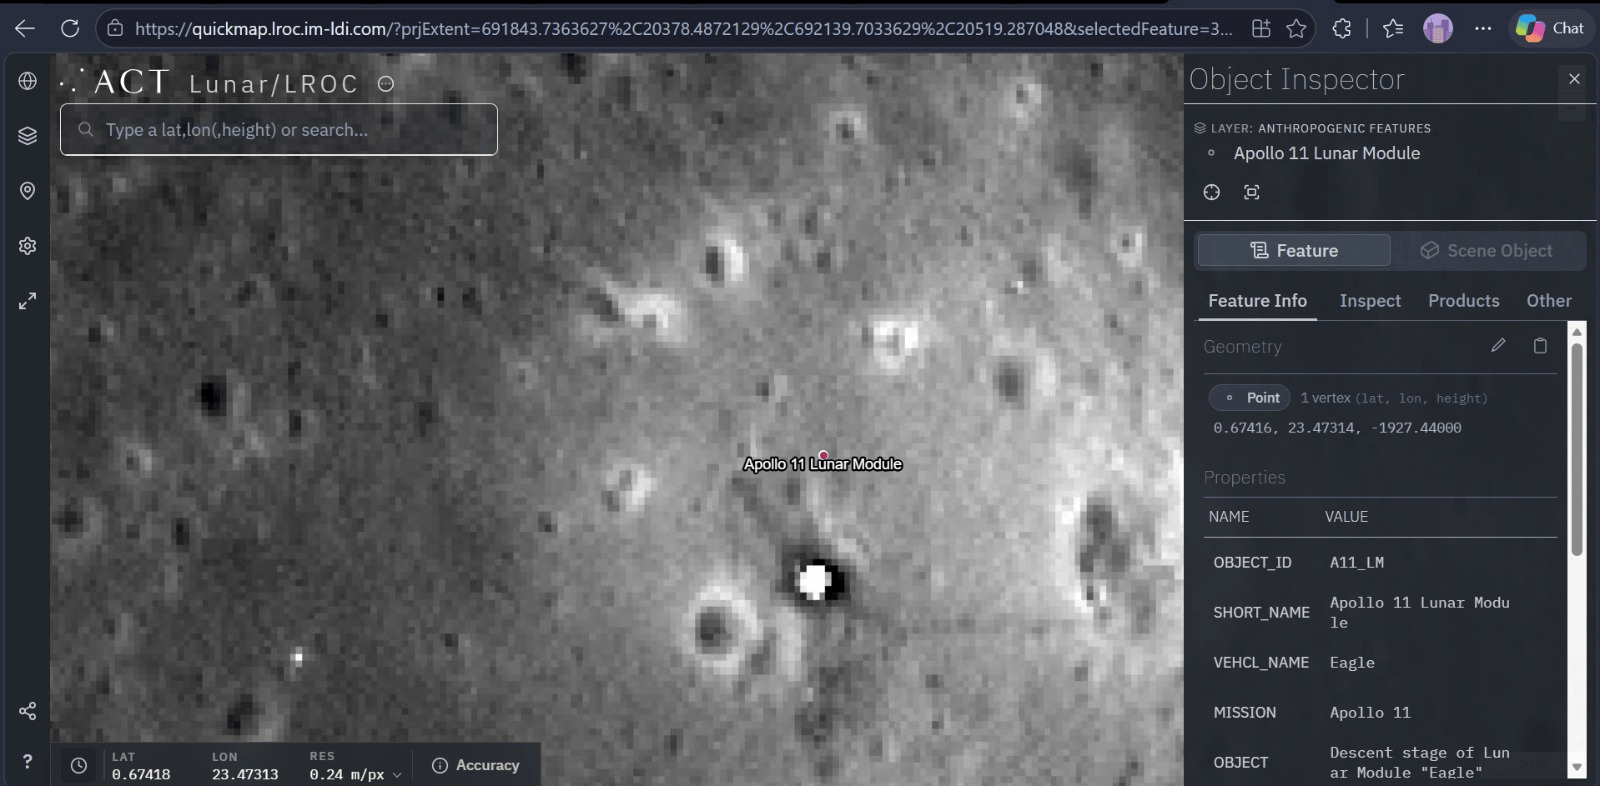 https://quickmap.lroc.im-ldi.com/?prjExtent=691843.7363627%2C20378.4872129%2C692139.7033629%2C20519.287048&selectedFeature=3...
Chat
ACT Lunar/LROC
Type a lat,lon(,height) or search...
Apollo 11 Lunar Module
LAT
0.67418
LON
23.47313
RES
0.24 m/px
Accuracy
?
Object Inspector
LAYER: ANTHROPOGENIC FEATURES
Apollo 11 Lunar Module
Feature
Scene Object
Feature Info
Inspect
Products
Other
Geometry
Point 1 vertex (lat, lon, height)
0.67416, 23.47314, -1927.44000
Properties
NAME VALUE
OBJECT_ID A11_LM
SHORT_NAME Apollo 11 Lunar Modu
le
VEHCL_NAME Eagle
MISSION Apollo 11
OBJECT Descent stage of Lun
ar Module "Eagle"